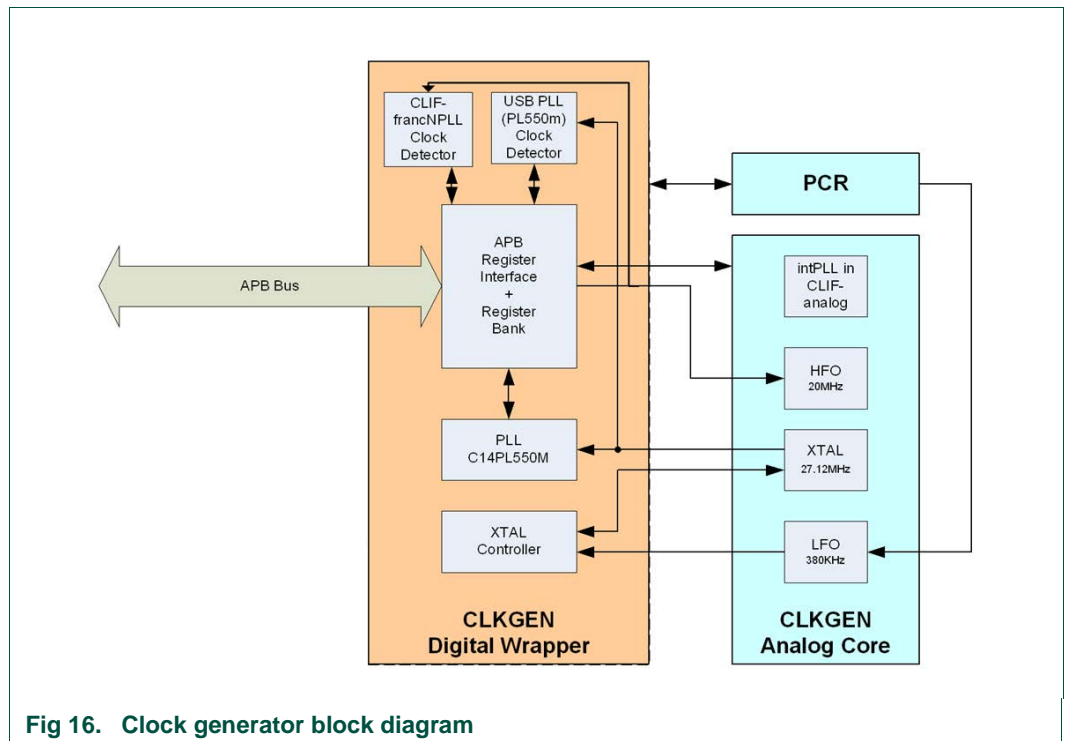 CLIF-
francNPLL
Clock
Detector
USB PLL
(PL550m)
Clock
Detector
PCR
APB
Register
Interface
+
Register
Bank
APB Bus
intPLL in
CLIF-
analog
HFO
20MHz
PLL
C14PL550M
XTAL
27.12MHz
XTAL
Controller
LFO
380KHz
CLKGEN
Digital Wrapper
CLKGEN
Analog Core
Fig 16. Clock generator block diagram